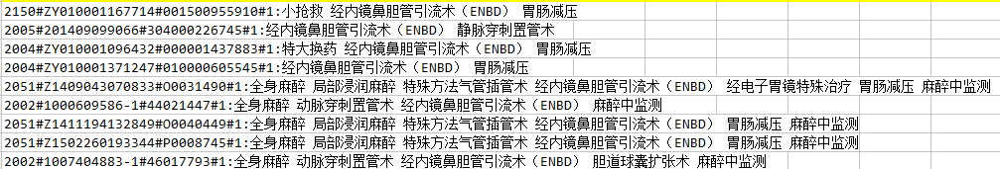 2150#ZY010001167714#001500955910#1:小抢救 经内镜鼻胆管引流术（ENBD） 胃肠减压
2005#201409099066#304000226745#1:经内镜鼻胆管引流术（ENBD） 静脉穿刺置管术
2004#ZY010001096432#000001437883#1:特大换药 经内镜鼻胆管引流术（ENBD） 胃肠减压
2004#ZY010001371247#010000605545#1:经内镜鼻胆管引流术（ENBD） 胃肠减压
2051#Z1409043070833#O0031490#1:全身麻醉 局部浸润麻醉 特殊方法气管插管术 经内镜鼻胆管引流术（ENBD） 经电子胃镜特殊治疗 胃肠减压 麻醉中监测
2002#1000609586-1#44021447#1:全身麻醉 动脉穿刺置管术 经内镜鼻胆管引流术（ENBD） 麻醉中监测
2051#Z1411194132849#O0040449#1:全身麻醉 局部浸润麻醉 特殊方法气管插管术 经内镜鼻胆管引流术（ENBD） 胃肠减压 麻醉中监测
2051#Z1502260193344#P0008745#1:全身麻醉 局部浸润麻醉 特殊方法气管插管术 经内镜鼻胆管引流术（ENBD） 胃肠减压 麻醉中监测
2002#1007404883-1#46017793#1:全身麻醉 动脉穿刺置管术 经内镜鼻胆管引流术（ENBD） 胆道球囊扩张术 麻醉中监测